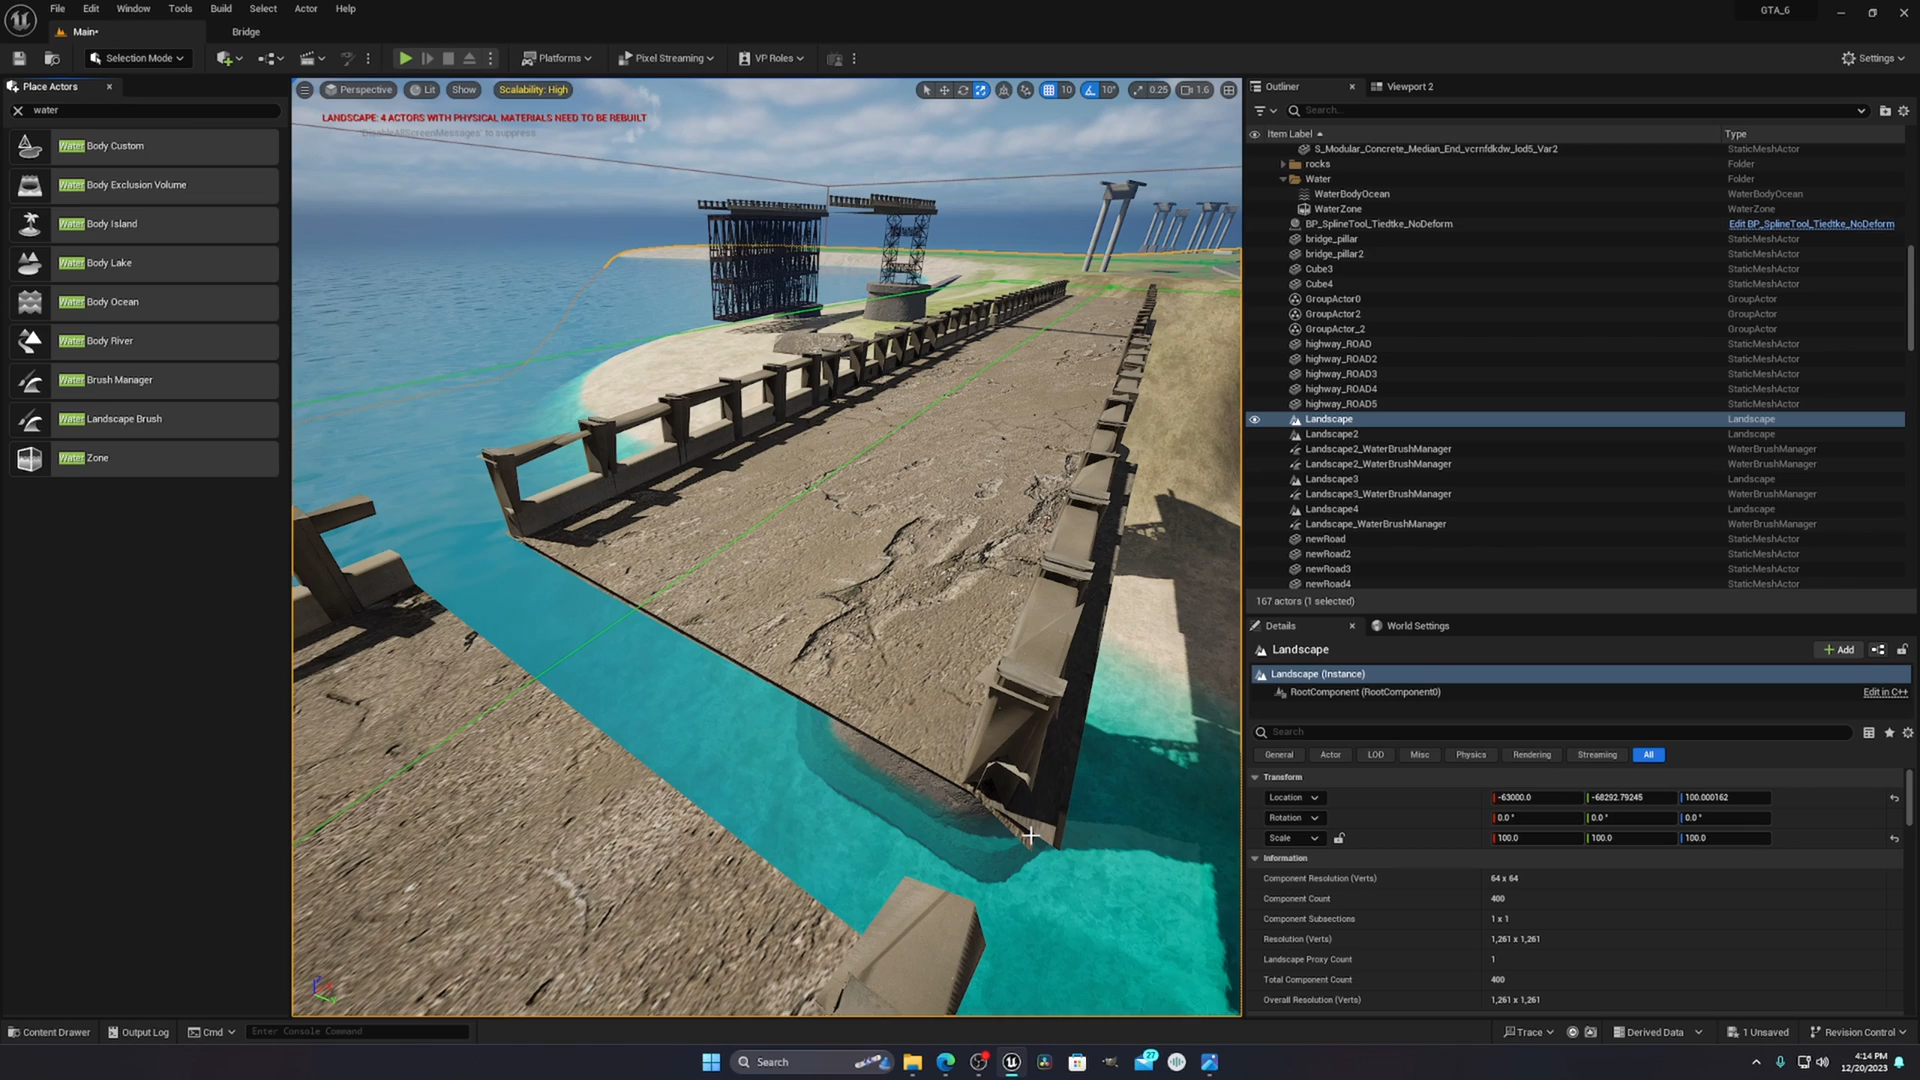 File Edit Window Tools Build Select Actor Help
GTA_6
Main•
Bridge
Selection Mode
Platforms
Pixel Streaming
VP Roles
Settings
Place Actors
water
Water Body Custom
Water Body Exclusion Volume
Water Body Island
Water Body Lake
Water Body Ocean
Water Body River
Water Brush Manager
Water Landscape Brush
Water Zone
Perspective
Lit
Show
Scalability: High
10
10°
0.25
1.6
LANDSCAPE: 4 ACTORS WITH PHYSICAL MATERIALS NEED TO BE REBUILT
'DisableAllScreenMessages' to suppress
Outliner
Viewport 2
Search...
Item Label
Type
S_Modular_Concrete_Median_End_vcrnfdkdw_lod5_Var2 StaticMeshActor
rocks Folder
Water Folder
WaterBodyOcean WaterBodyOcean
WaterZone WaterZone
BP_SplineTool_Tiedtke_NoDeform Edit BP_SplineTool_Tiedtke_NoDeform
bridge_pillar StaticMeshActor
bridge_pillar2 StaticMeshActor
Cube3 StaticMeshActor
Cube4 StaticMeshActor
GroupActor0 GroupActor
GroupActor2 GroupActor
GroupActor_2 GroupActor
highway_ROAD StaticMeshActor
highway_ROAD2 StaticMeshActor
highway_ROAD3 StaticMeshActor
highway_ROAD4 StaticMeshActor
highway_ROAD5 StaticMeshActor
Landscape Landscape
Landscape2 Landscape
Landscape2_WaterBrushManager WaterBrushManager
Landscape2_WaterBrushManager WaterBrushManager
Landscape3 Landscape
Landscape3_WaterBrushManager WaterBrushManager
Landscape4 Landscape
Landscape_WaterBrushManager WaterBrushManager
newRoad StaticMeshActor
newRoad2 StaticMeshActor
newRoad3 StaticMeshActor
newRoad4 StaticMeshActor
167 actors (1 selected)
Details
World Settings
Landscape
Add
Landscape (Instance)
RootComponent (RootComponent0)
Edit in C++
Search
General Actor LOD Misc Physics Rendering Streaming All
Transform
Location -63000.0 -68292.79245 100.000162
Rotation 0.0 ° 0.0 ° 0.0 °
Scale 100.0 100.0 100.0
Information
Component Resolution (Verts) 64 x 64
Component Count 400
Component Subsections 1 x 1
Resolution (Verts) 1,261 x 1,261
Landscape Proxy Count 1
Total Component Count 400
Overall Resolution (Verts) 1,261 x 1,261
Content Drawer
Output Log
Cmd
Enter Console Command
Trace
Derived Data
1 Unsaved
Revision Control
Search
27
4:14 PM
12/20/2023